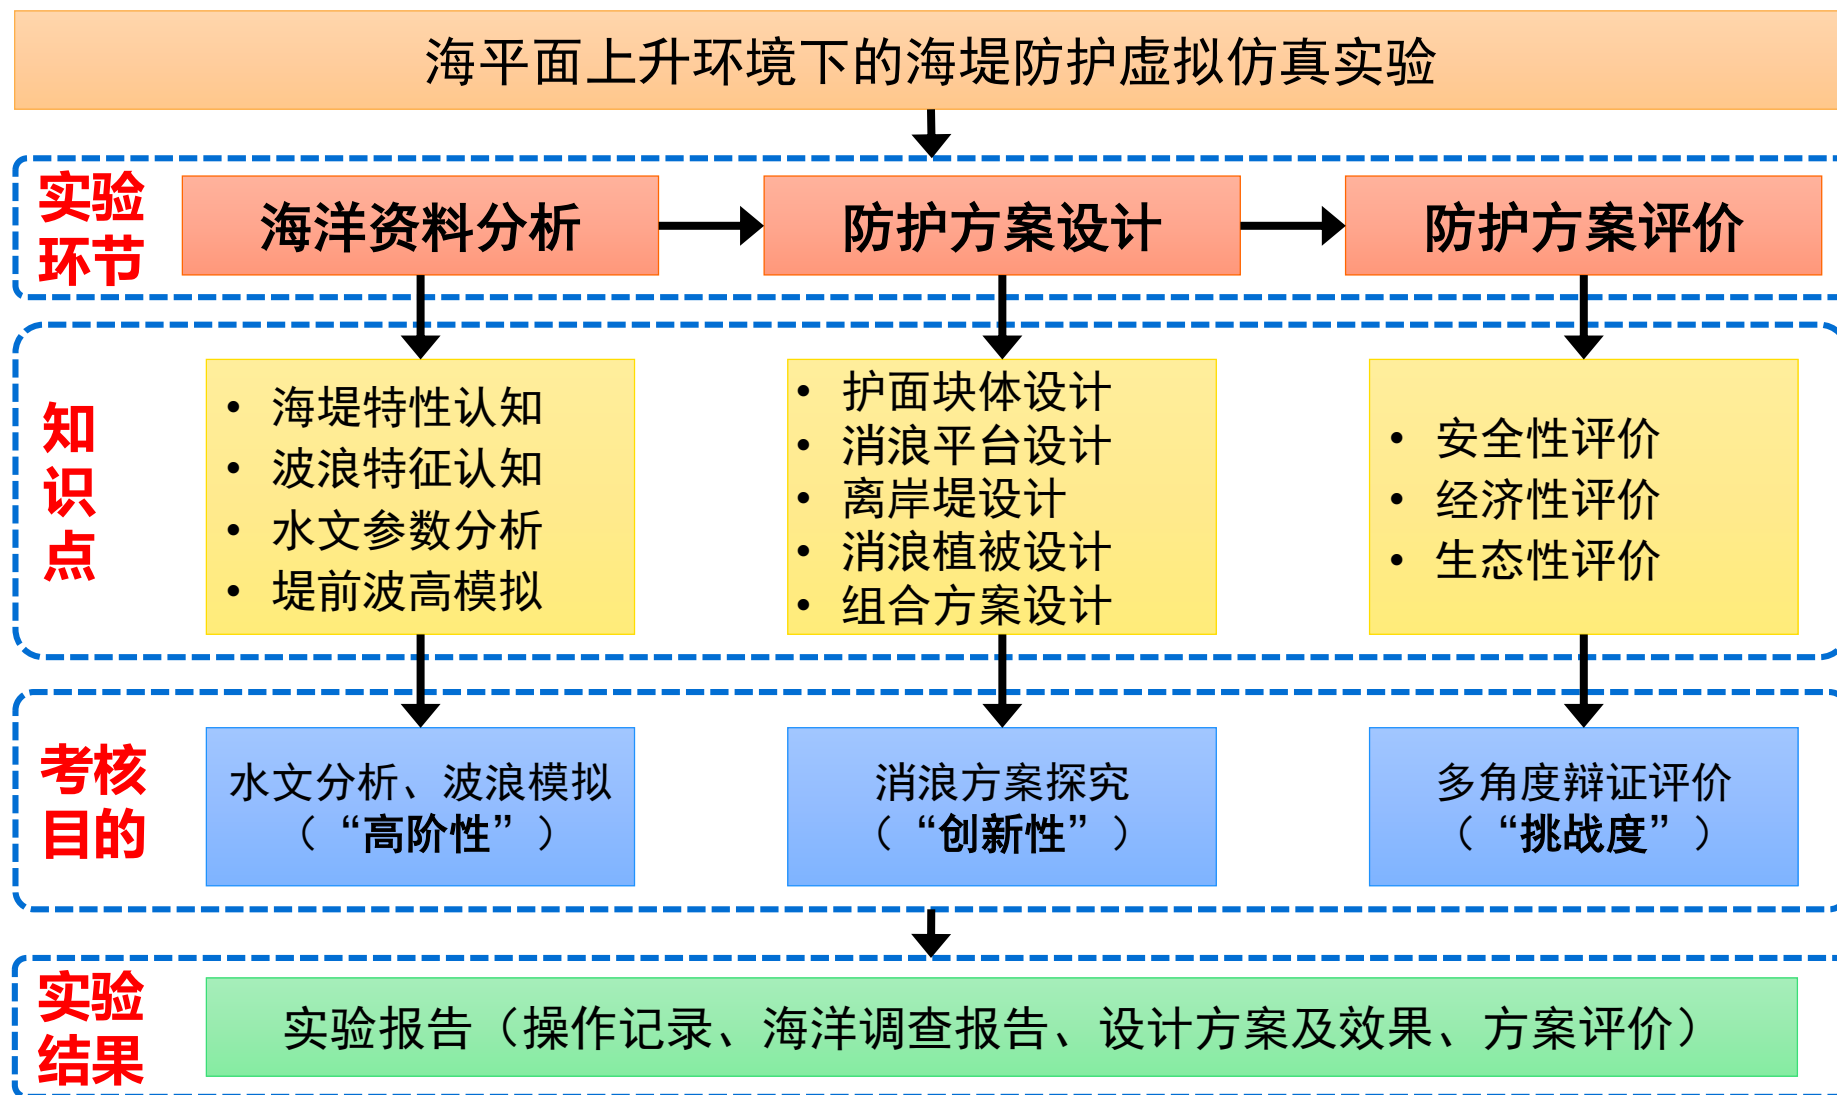 海平面上升环境下的海堤防护虚拟仿真实验
实验
环节
海洋资料分析
防护方案设计
防护方案评价
知
识
点
• 海堤特性认知
• 波浪特征认知
• 水文参数分析
• 堤前波高模拟
• 护面块体设计
• 消浪平台设计
• 离岸堤设计
• 消浪植被设计
• 组合方案设计
• 安全性评价
• 经济性评价
• 生态性评价
考核
目的
水文分析、波浪模拟
（“高阶性”）
消浪方案探究
（“创新性”）
多角度辩证评价
（“挑战度”）
实验
结果
实验报告（操作记录、海洋调查报告、设计方案及效果、方案评价）